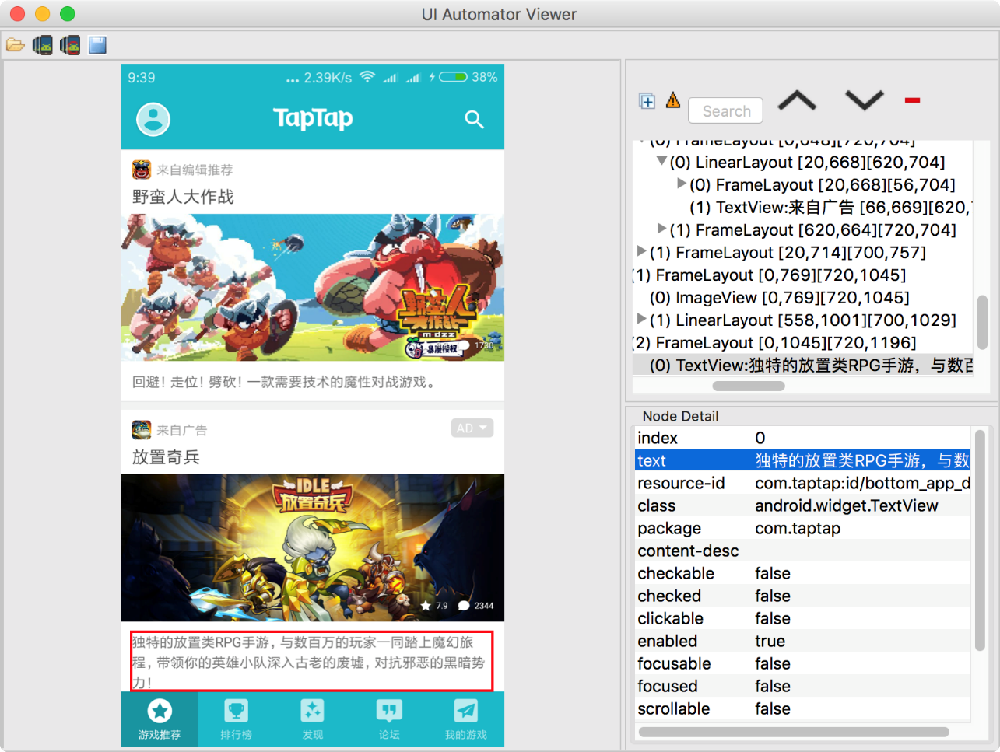 UI Automator Viewer
9:39
... 2.39K/s
38%
TapTap
来自编辑推荐
野蛮人大作战
野蛮人
大作战
mdzz
暴漫授权
1730
回避！走位！劈砍！一款需要技术的魔性对战游戏。
来自广告
AD
放置奇兵
IDLE
放置奇兵
7.9
2344
独特的放置类RPG手游，与数百万的玩家一同踏上魔幻旅
程，带领你的英雄小队深入古老的废墟，对抗邪恶的黑暗势
力！
游戏推荐
排行榜
发现
论坛
我的游戏
Search
(0) FrameLayout [0,648][720,704]
(0) LinearLayout [20,668][620,704]
(0) FrameLayout [20,668][56,704]
(1) TextView:来自广告 [66,669][620,
(1) FrameLayout [620,664][720,704]
(1) FrameLayout [20,714][700,757]
(1) FrameLayout [0,769][720,1045]
(0) ImageView [0,769][720,1045]
(1) LinearLayout [558,1001][700,1029]
(2) FrameLayout [0,1045][720,1196]
(0) TextView:独特的放置类RPG手游，与数百
Node Detail
index 0
text 独特的放置类RPG手游，与数
resource-id com.taptap:id/bottom_app_d
class android.widget.TextView
package com.taptap
content-desc
checkable false
checked false
clickable false
enabled true
focusable false
focused false
scrollable false